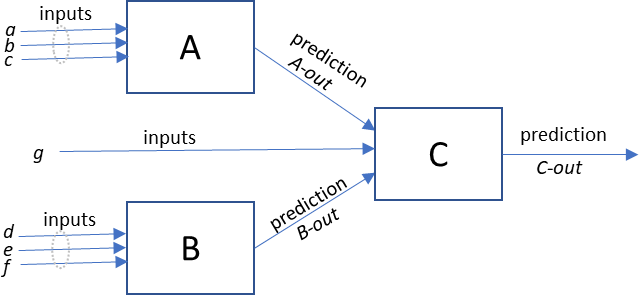 inputs
a
b
c
A
prediction
A-out
g
inputs
C
prediction
C-out
inputs
d
e
f
B
prediction
B-out